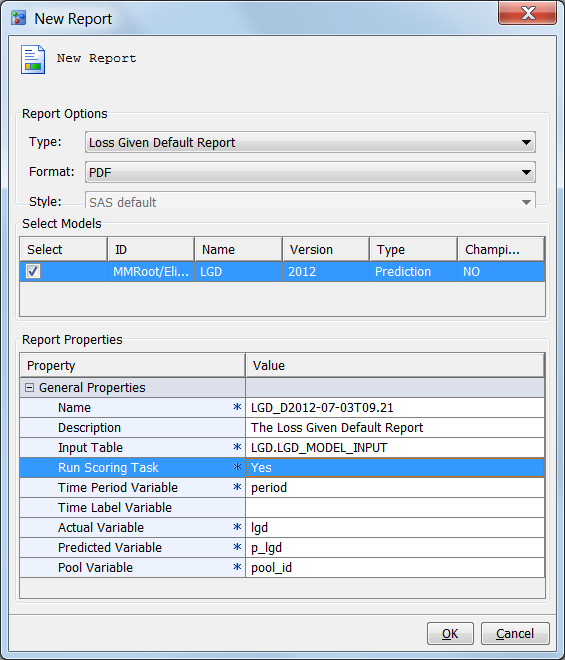 New Report
New Report
Report Options
Type: Loss Given Default Report
Format: PDF
Style: SAS default
Select Models
Select ID Name Version Type Champi...
MMRoot/Eli... LGD 2012 Prediction NO
Report Properties
Property Value
General Properties
Name * LGD_D2012-07-03T09.21
Description The Loss Given Default Report
Input Table * LGD.LGD_MODEL_INPUT
Run Scoring Task * Yes
Time Period Variable * period
Time Label Variable
Actual Variable * lgd
Predicted Variable * p_lgd
Pool Variable * pool_id
OK Cancel